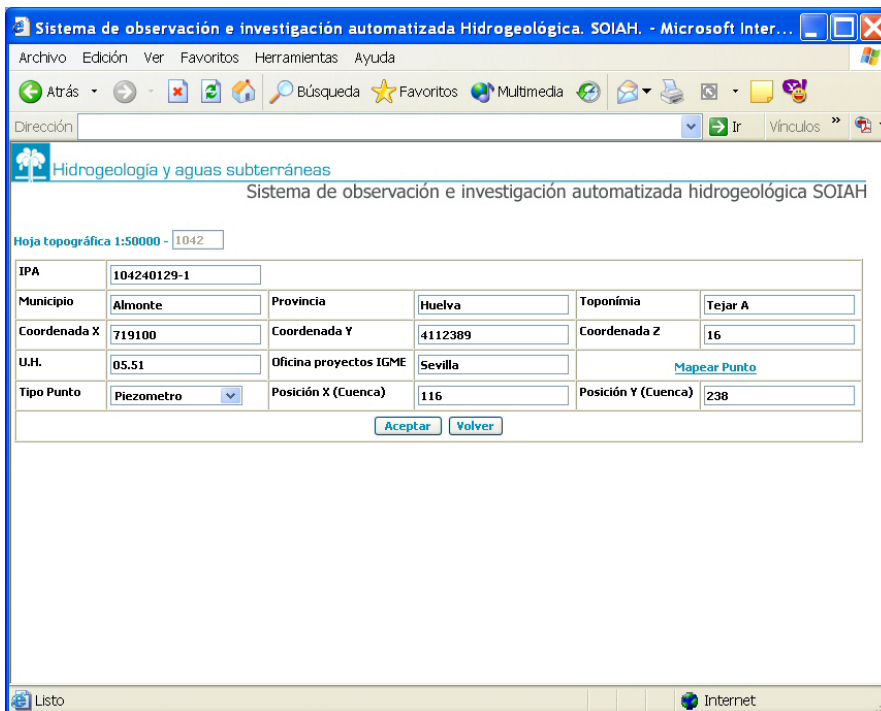 Sistema de observación e investigación automatizada Hidrogeológica. SOIAH. - Microsoft Inter...
Archivo Edición Ver Favoritos Herramientas Ayuda
Atrás Búsqueda Favoritos Multimedia
Dirección Ir Vínculos »
Hidrogeología y aguas subterráneas
Sistema de observación e investigación automatizada hidrogeológica SOIAH
Hoja topográfica 1:50000 - 1042
IPA 104240129-1
Municipio Almonte Provincia Huelva Toponímia Tejar A
Coordenada X 719100 Coordenada Y 4112389 Coordenada Z 16
U.H. 05.51 Oficina proyectos IGME Sevilla Mapear Punto
Tipo Punto Piezometro Posición X (Cuenca) 116 Posición Y (Cuenca) 238
Aceptar Volver
Listo Internet